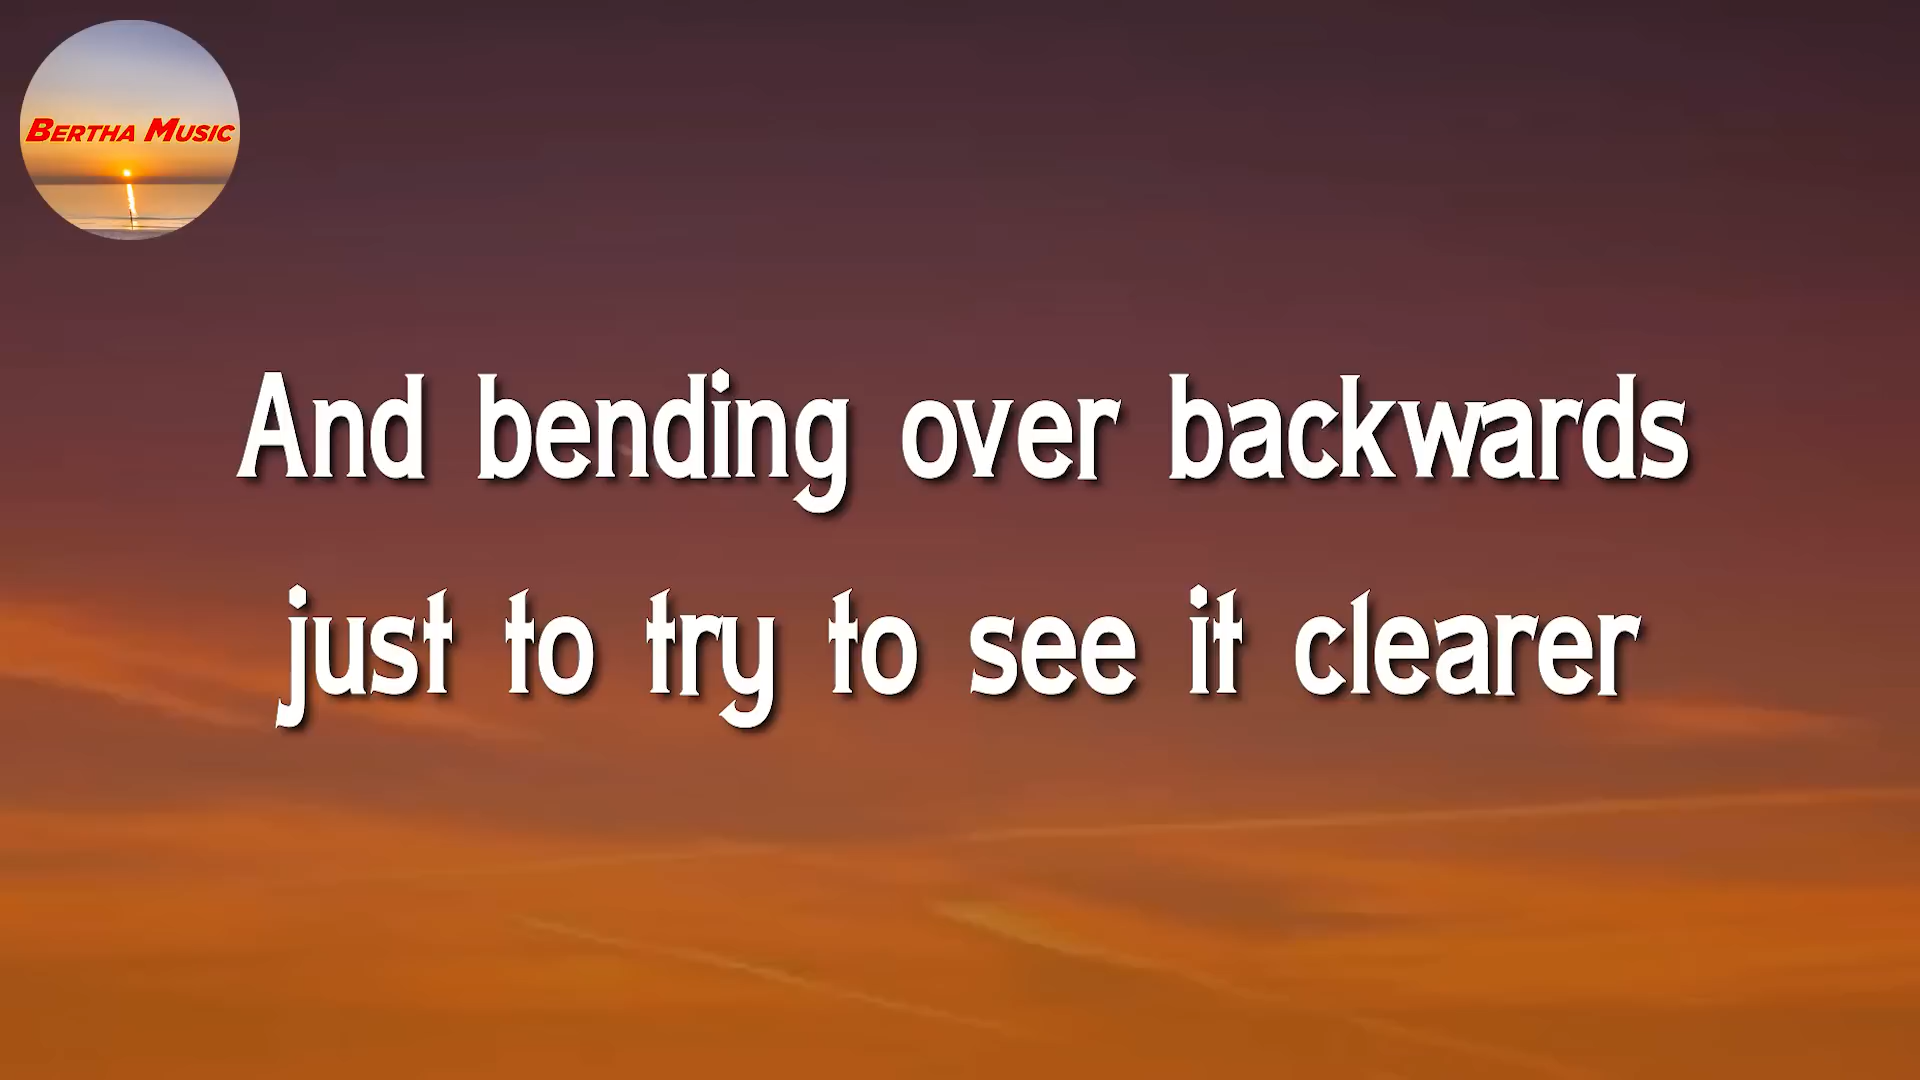 BERTHA MUSIC
And bending over backwards
just to try to see it clearer